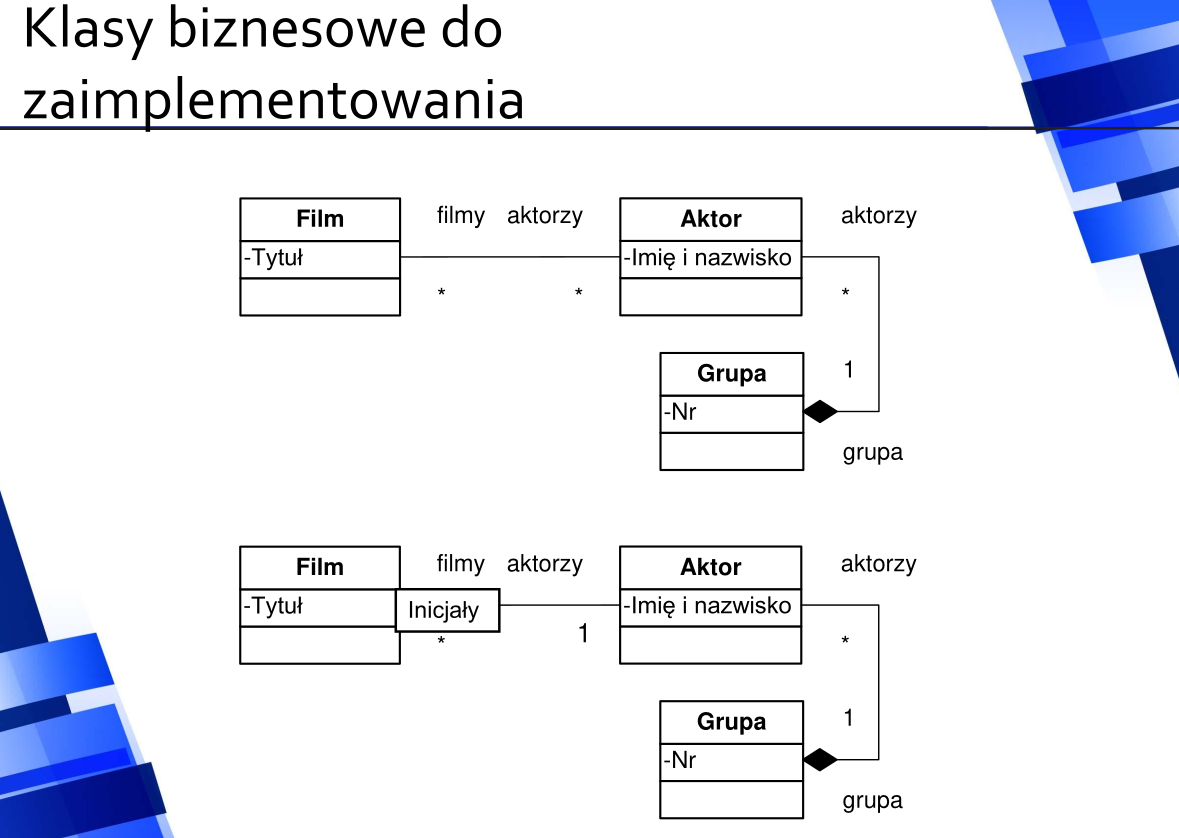 Klasy biznesowe do
zaimplementowania
Film
filmy aktorzy
Aktor
aktorzy
-Tytuł
-Imię i nazwisko
* * *
Grupa
1
-Nr
grupa
Film
filmy aktorzy
Aktor
aktorzy
-Tytuł
Inicjały
-Imię i nazwisko
* 1 *
Grupa
1
-Nr
grupa